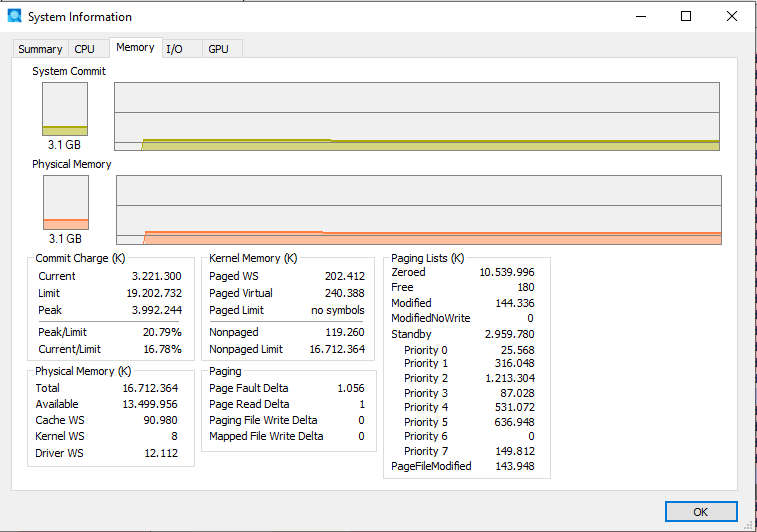 System Information
Summary CPU Memory I/O GPU
System Commit
3.1 GB
Physical Memory
3.1 GB
Commit Charge (K)
Current 3.221.300
Limit 19.202.732
Peak 3.992.244
Peak/Limit 20.79%
Current/Limit 16.78%
Physical Memory (K)
Total 16.712.364
Available 13.499.956
Cache WS 90.980
Kernel WS 8
Driver WS 12.112
Kernel Memory (K)
Paged WS 202.412
Paged Virtual 240.388
Paged Limit no symbols
Nonpaged 119.260
Nonpaged Limit 16.712.364
Paging
Page Fault Delta 1.056
Page Read Delta 1
Paging File Write Delta 0
Mapped File Write Delta 0
Paging Lists (K)
Zeroed 10.539.996
Free 180
Modified 144.336
ModifiedNoWrite 0
Standby 2.959.780
Priority 0 25.568
Priority 1 316.048
Priority 2 1.213.304
Priority 3 87.028
Priority 4 531.072
Priority 5 636.948
Priority 6 0
Priority 7 149.812
PageFileModified 143.948
OK